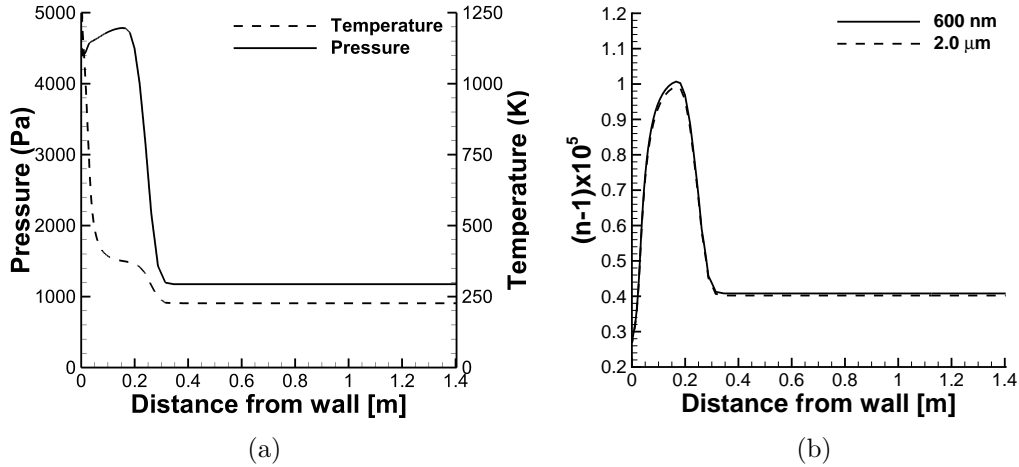 5000
4000
3000
2000
1000
0
Pressure (Pa)
Temperature
Pressure
1250
1000
750
500
250
0
Temperature (K)
0 0.2 0.4 0.6 0.8 1 1.2 1.4
Distance from wall [m]
(a)
1.2
1.1
1
0.9
0.8
0.7
0.6
0.5
0.4
0.3
0.2
(n-1)x10⁵
600 nm
2.0 μm
0 0.2 0.4 0.6 0.8 1 1.2 1.4
Distance from wall [m]
(b)